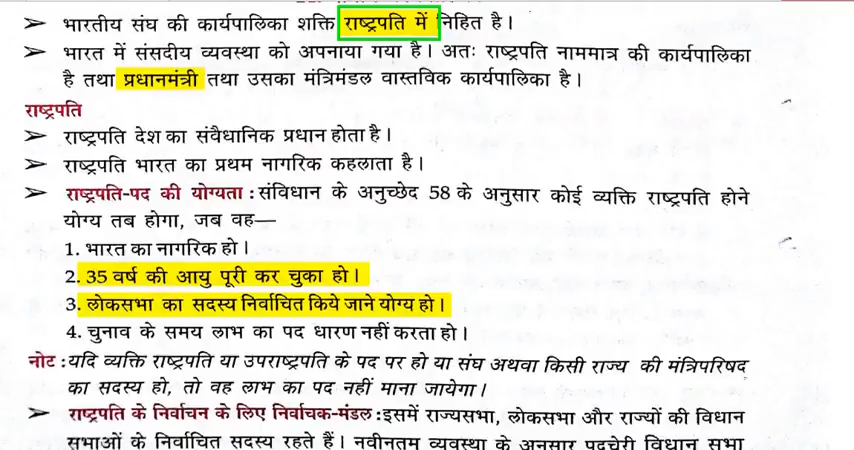 ➢ भारतीय संघ की कार्यपालिका शक्ति राष्ट्रपति में निहित है।
➢ भारत में संसदीय व्यवस्था को अपनाया गया है। अतः राष्ट्रपति नाममात्र की कार्यपालिका
है तथा प्रधानमंत्री तथा उसका मंत्रिमंडल वास्तविक कार्यपालिका है।
राष्ट्रपति
➢ राष्ट्रपति देश का संवैधानिक प्रधान होता है।
➢ राष्ट्रपति भारत का प्रथम नागरिक कहलाता है।
➢ राष्ट्रपति-पद की योग्यता : संविधान के अनुच्छेद 58 के अनुसार कोई व्यक्ति राष्ट्रपति होने
योग्य तब होगा, जब वह—
1. भारत का नागरिक हो।
2. 35 वर्ष की आयु पूरी कर चुका हो।
3. लोकसभा का सदस्य निर्वाचित किये जाने योग्य हो।
4. चुनाव के समय लाभ का पद धारण नहीं करता हो।
नोट : यदि व्यक्ति राष्ट्रपति या उपराष्ट्रपति के पद पर हो या संघ अथवा किसी राज्य की मंत्रिपरिषद
का सदस्य हो, तो वह लाभ का पद नहीं माना जायेगा।
➢ राष्ट्रपति के निर्वाचन के लिए निर्वाचक-मंडल : इसमें राज्यसभा, लोकसभा और राज्यों की विधान
सभाओं के निर्वाचित सदस्य रहते हैं। नवीनतम व्यवस्था के अनुसार पुदुचेरी विधान सभा